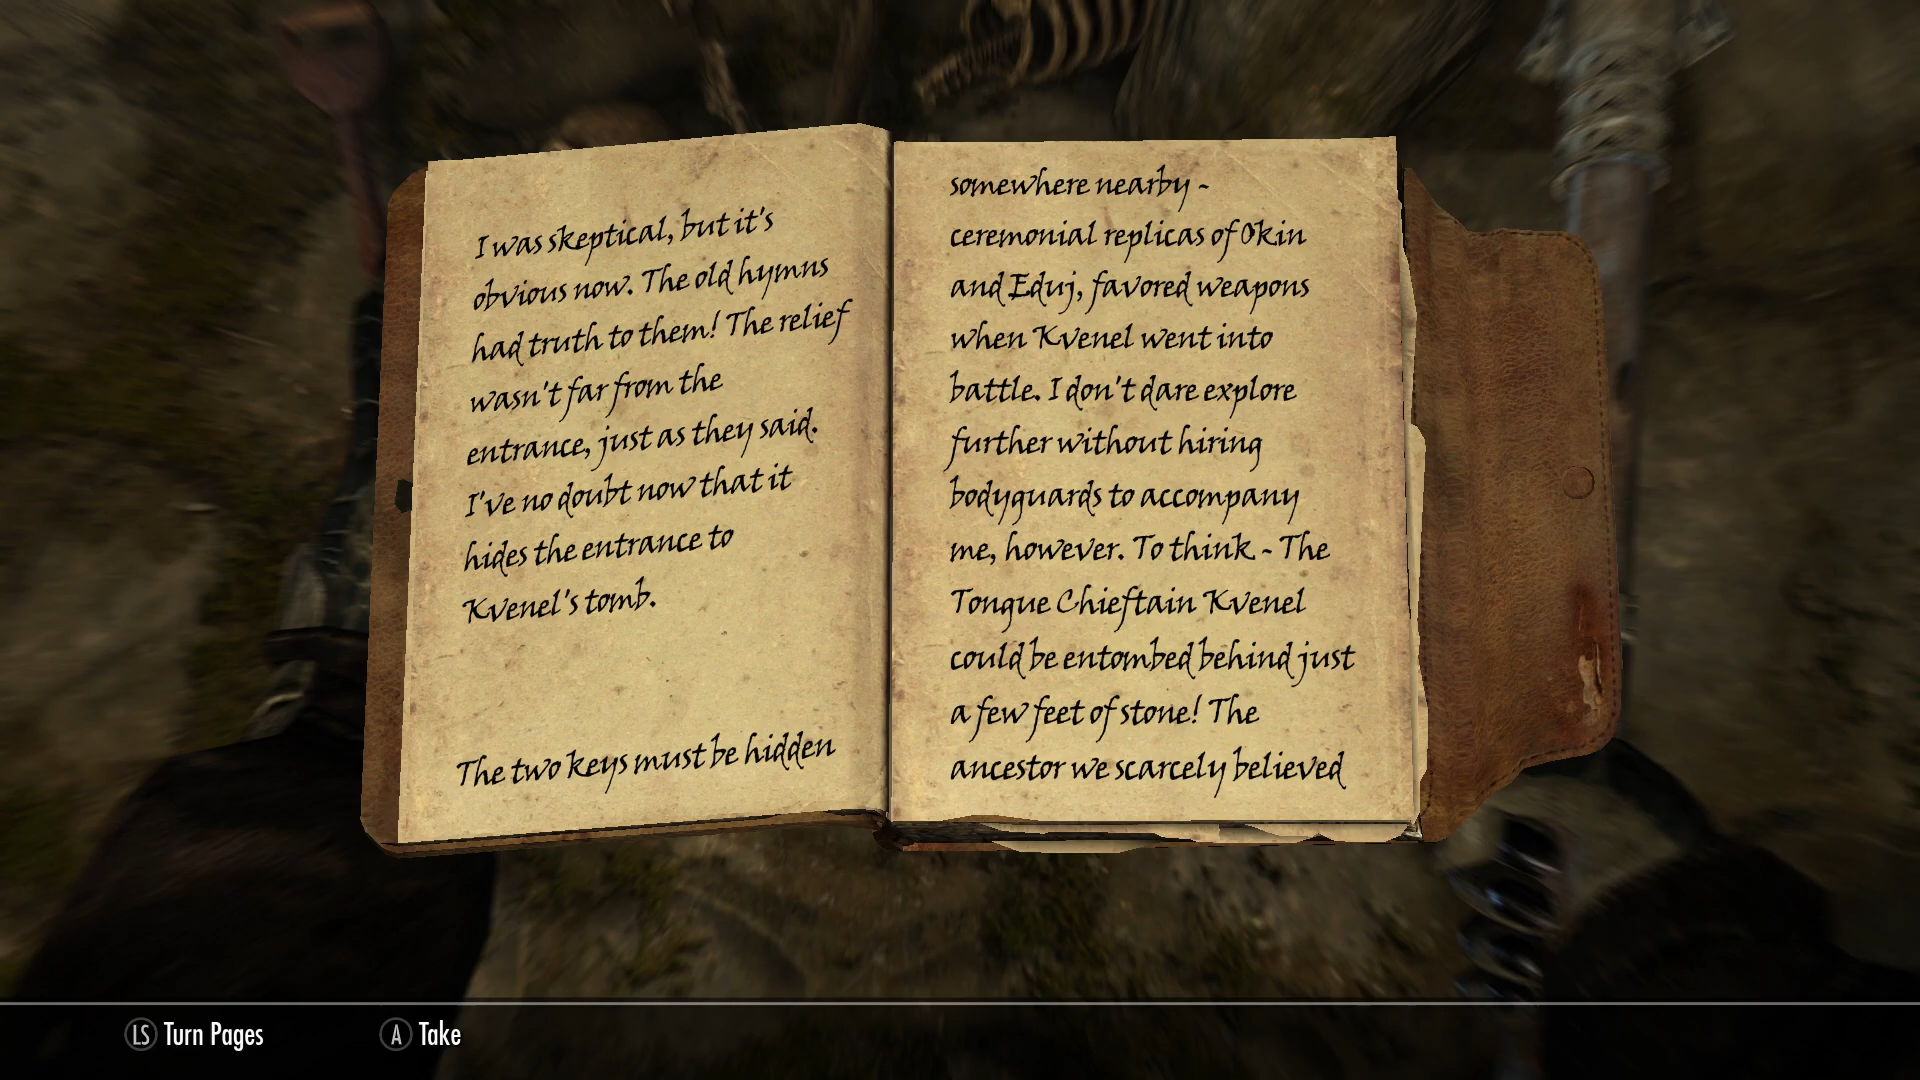 I was skeptical, but it's
obvious now. The old hymns
had truth to them! The relief
wasn't far from the
entrance, just as they said.
I've no doubt now that it
hides the entrance to
Kvenel's tomb.
The two keys must be hidden
somewhere nearby -
ceremonial replicas of Okin
and Eduj, favored weapons
when Kvenel went into
battle. I don't dare explore
further without hiring
bodyguards to accompany
me, however. To think - The
Tongue Chieftain Kvenel
could be entombed behind just
a few feet of stone! The
ancestor we scarcely believed
LS Turn Pages
A Take